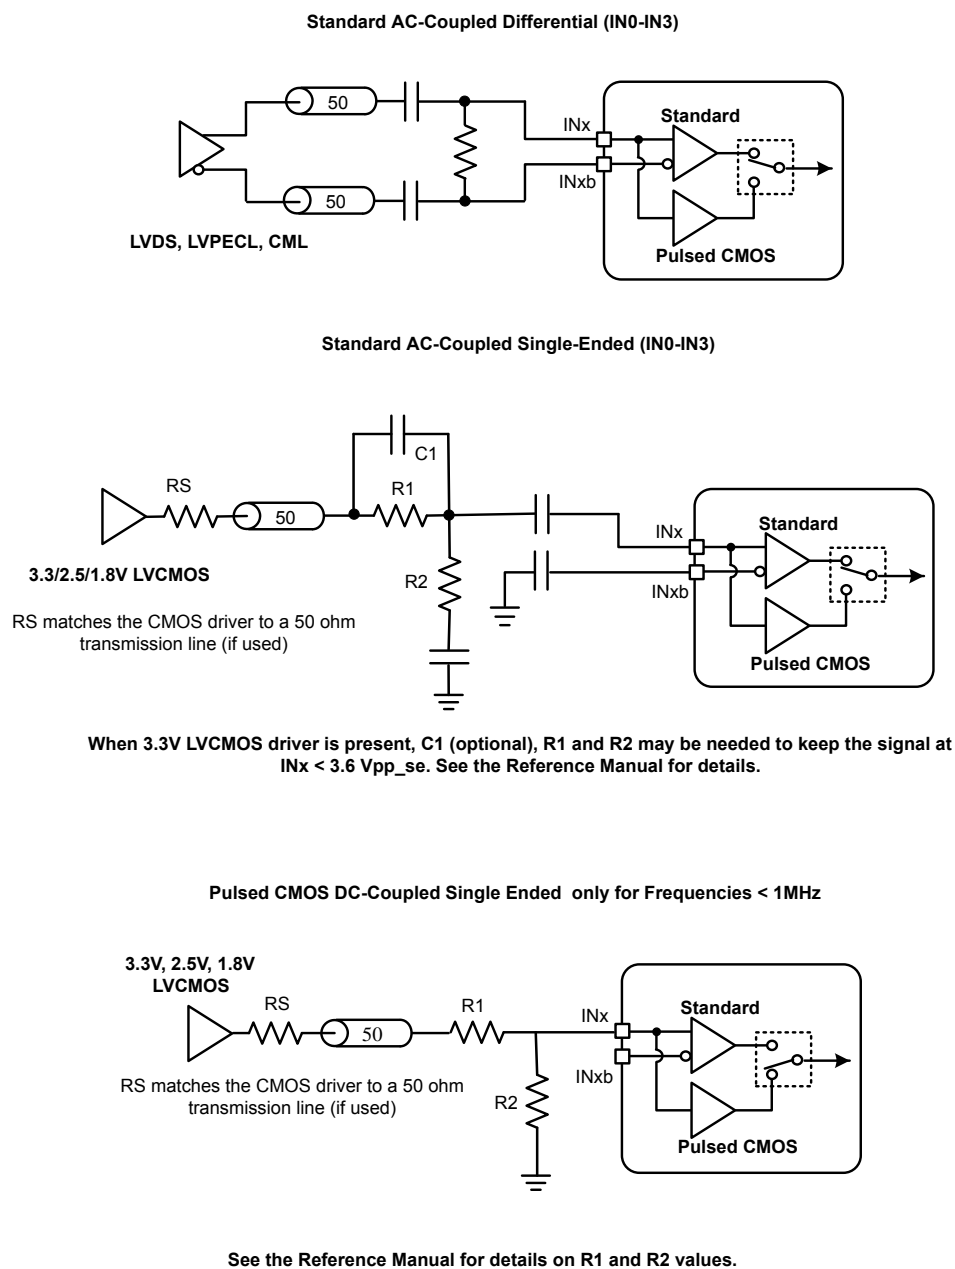 Standard AC-Coupled Differential (IN0-IN3)
50
INx
Standard
INxb
50
LVDS, LVPECL, CML
Pulsed CMOS
Standard AC-Coupled Single-Ended (IN0-IN3)
C1
RS
R1
50
INx
Standard
3.3/2.5/1.8V LVCMOS
R2
INxb
RS matches the CMOS driver to a 50 ohm
transmission line (if used)
Pulsed CMOS
When 3.3V LVCMOS driver is present, C1 (optional), R1 and R2 may be needed to keep the signal at
INx < 3.6 Vpp_se. See the Reference Manual for details.
Pulsed CMOS DC-Coupled Single Ended only for Frequencies < 1MHz
3.3V, 2.5V, 1.8V
LVCMOS
RS
R1
50
INx
Standard
INxb
RS matches the CMOS driver to a 50 ohm
transmission line (if used)
R2
Pulsed CMOS
See the Reference Manual for details on R1 and R2 values.